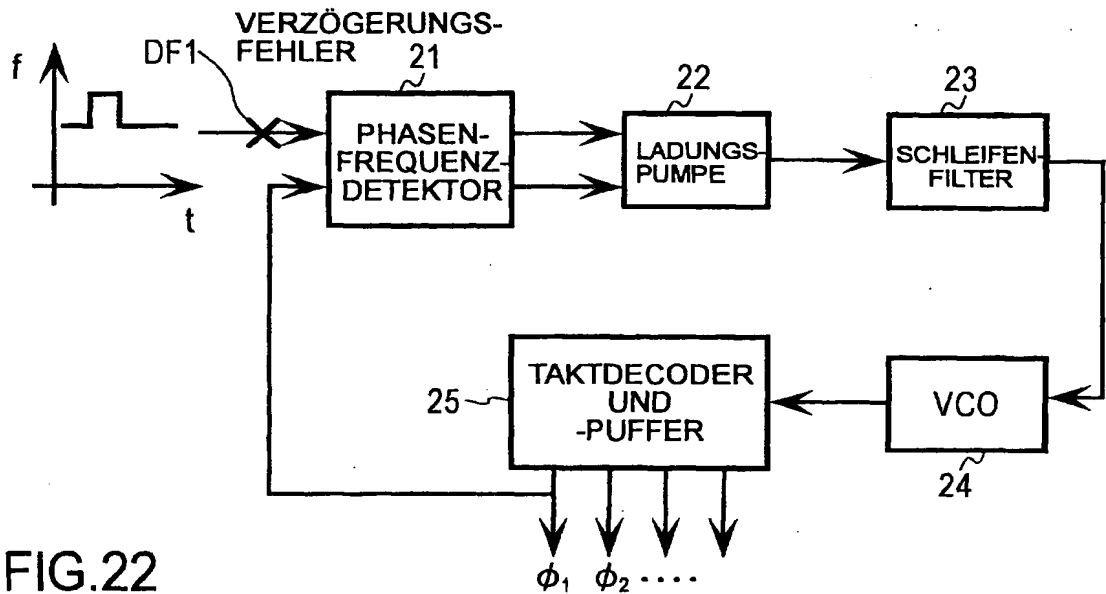 VERZÖGERUNGS-
FEHLER
DF1
f
t
21
PHASEN-
FREQUENZ-
DETEKTOR
22
LADUNGS-
PUMPE
23
SCHLEIFEN-
FILTER
25
TAKTDECODER
UND
-PUFFER
VCO
24
ϕ1 ϕ2 ····
FIG.22